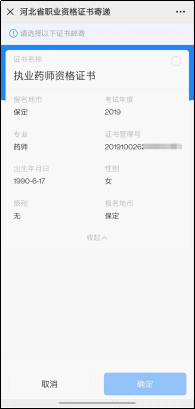 河北省职业资格证书寄递
请选择以下证书邮寄
证书名称
执业药师资格证书
报名地市 考试年度
保定 2019
专业 证书管理号
药师 201910026
出生年月日 性别
1990-6-17 女
级别 报名地市
无 保定
收起
取消 确定